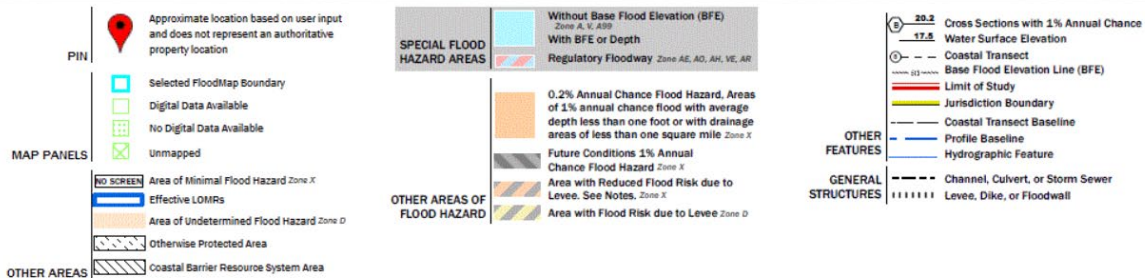 PIN
Approximate location based on user input
and does not represent an authoritative
property location
MAP PANELS
Selected FloodMap Boundary
Digital Data Available
No Digital Data Available
Unmapped
OTHER AREAS
NO SCREEN Area of Minimal Flood Hazard Zone X
Effective LOMRs
Area of Undetermined Flood Hazard Zone D
Otherwise Protected Area
Coastal Barrier Resource System Area
SPECIAL FLOOD
HAZARD AREAS
Without Base Flood Elevation (BFE)
Zone A, V, A99
With BFE or Depth
Regulatory Floodway Zone AE, AO, AH, VE, AR
OTHER AREAS OF
FLOOD HAZARD
0.2% Annual Chance Flood Hazard, Areas
of 1% annual chance flood with average
depth less than one foot or with drainage
areas of less than one square mile Zone X
Future Conditions 1% Annual
Chance Flood Hazard Zone X
Area with Reduced Flood Risk due to
Levee. See Notes. Zone X
Area with Flood Risk due to Levee Zone D
OTHER
FEATURES
B 20.2 Cross Sections with 1% Annual Chance
17.5 Water Surface Elevation
Coastal Transect
Base Flood Elevation Line (BFE)
Limit of Study
Jurisdiction Boundary
Coastal Transect Baseline
Profile Baseline
Hydrographic Feature
GENERAL
STRUCTURES
Channel, Culvert, or Storm Sewer
Levee, Dike, or Floodwall